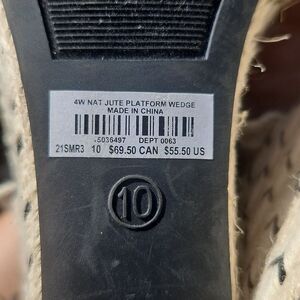 4W NAT JUTE PLATFORM WEDGE
MADE IN CHINA
5036497 DEPT 0063
21SMR3 10 $69.50 CAN $55.50 US
10